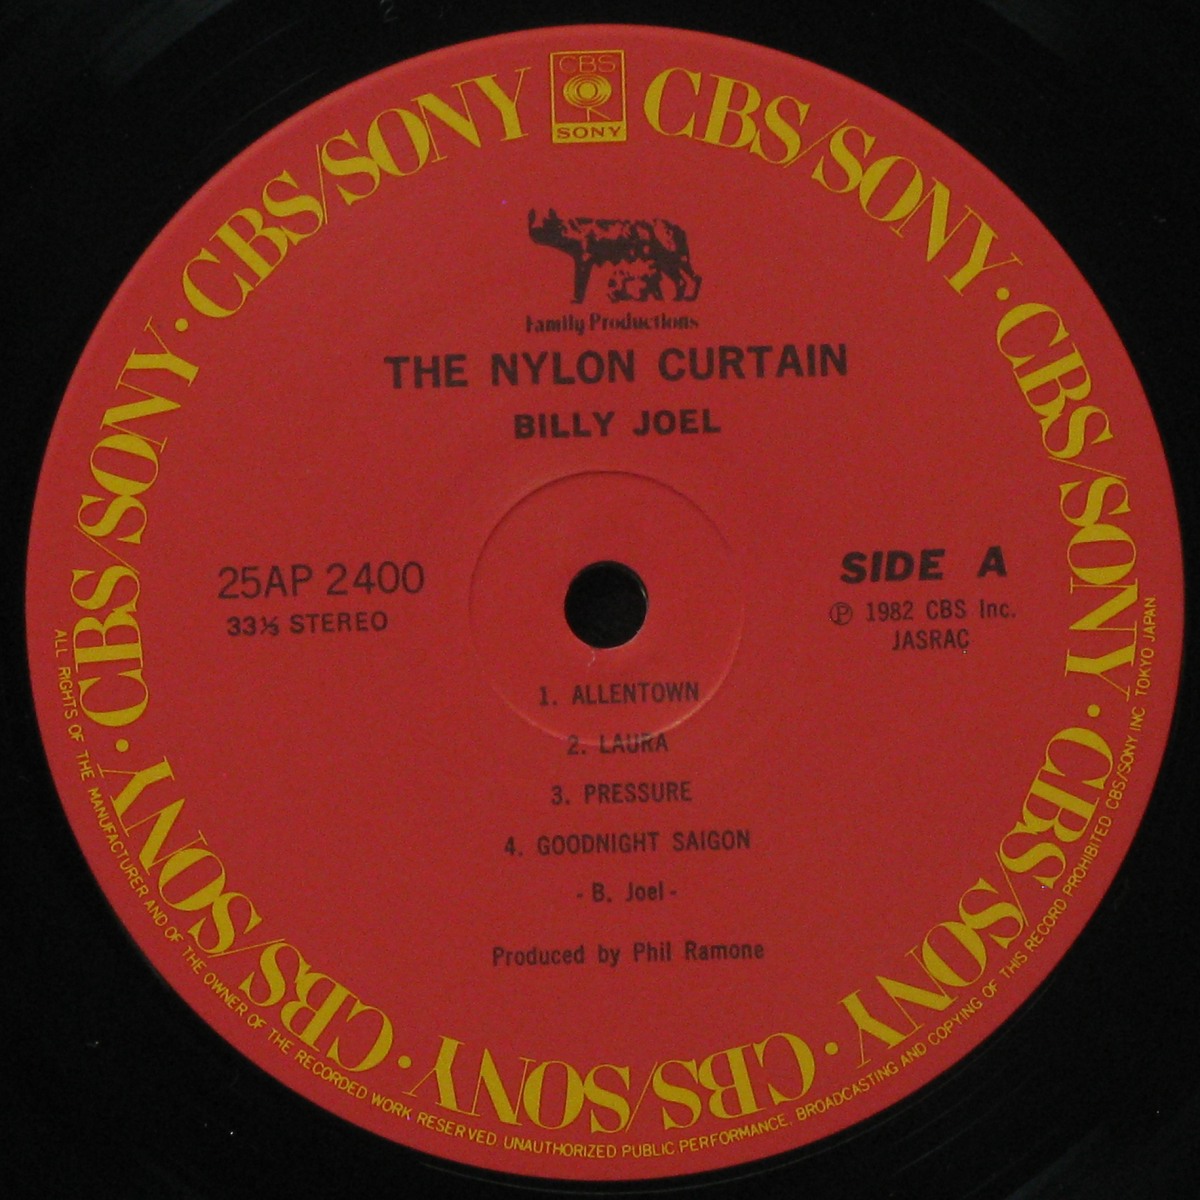 CBS
SONY
CBS/SONY · CBS/SONY · CBS/SONY · CBS/SONY · CBS/SONY · CBS/SONY · CBS/SONY
Family Productions
THE NYLON CURTAIN
BILLY JOEL
25AP 2400
33⅓ STEREO
SIDE A
Ⓟ 1982 CBS Inc.
JASRAC
1. ALLENTOWN
2. LAURA
3. PRESSURE
4. GOODNIGHT SAIGON
- B. Joel -
Produced by Phil Ramone
ALL RIGHTS OF THE MANUFACTURER AND OF THE OWNER OF THE RECORDED WORK RESERVED. UNAUTHORIZED PUBLIC PERFORMANCE, BROADCASTING AND COPYING OF THIS RECORD PROHIBITED CBS/SONY INC TOKYO JAPAN